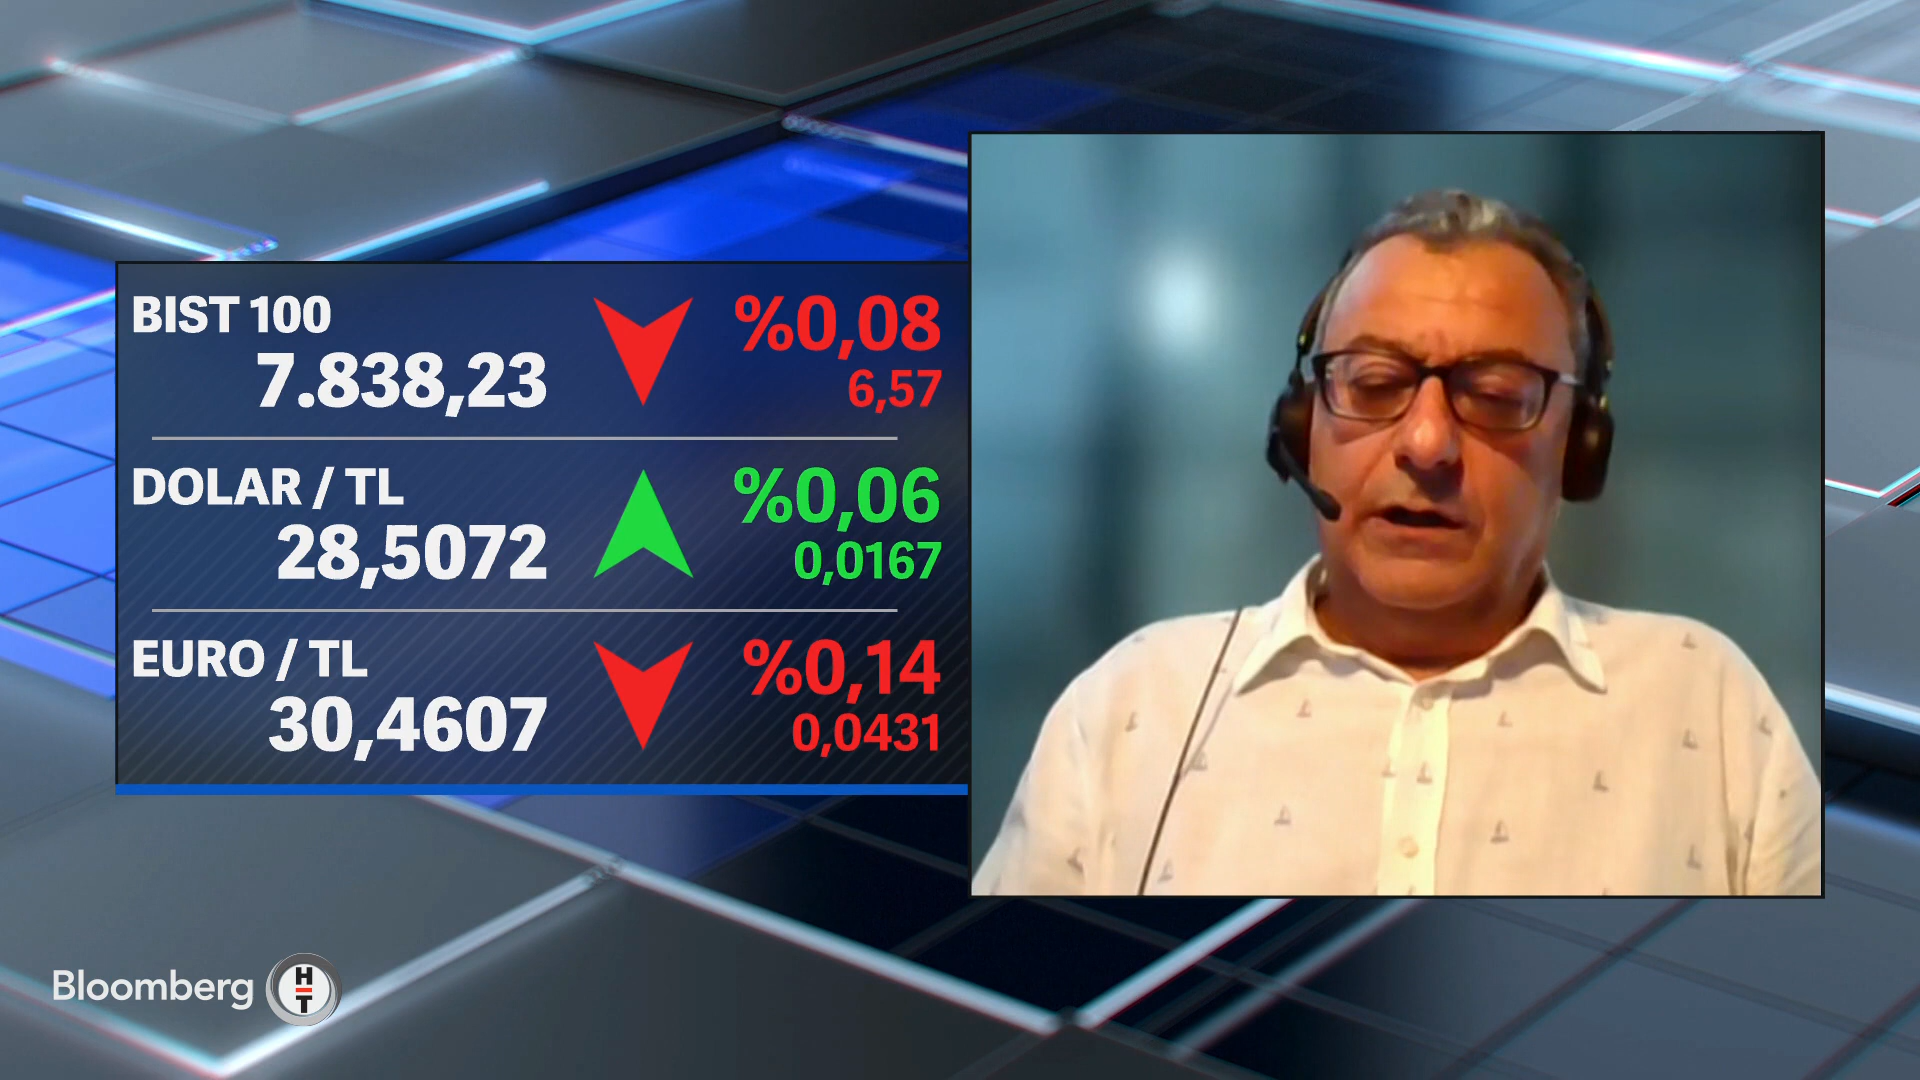 BIST 100
7.838,23
%0,08
6,57
DOLAR / TL
28,5072
%0,06
0,0167
EURO / TL
30,4607
%0,14
0,0431
Bloomberg HT